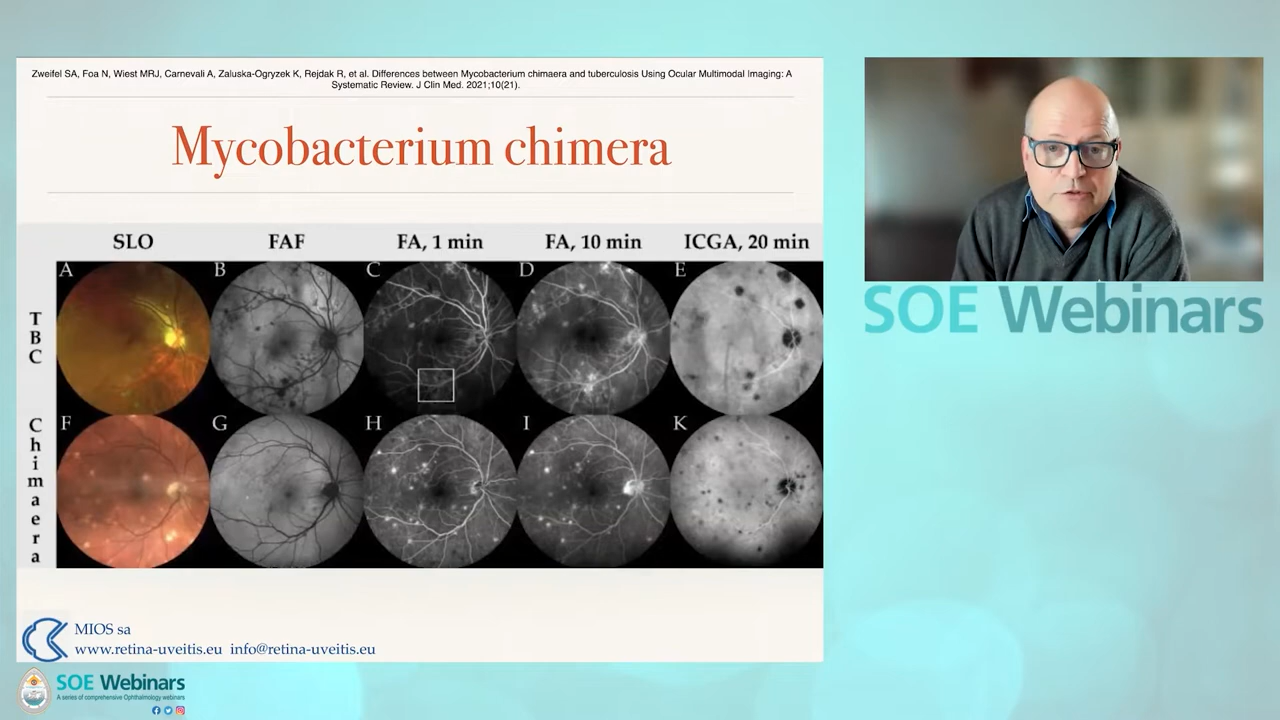 Zweifel SA, Foa N, Wiest MRJ, Carnevali A, Zaluska-Ogryzek K, Rejdak R, et al. Differences between Mycobacterium chimaera and tuberculosis Using Ocular Multimodal Imaging: A
Systematic Review. J Clin Med. 2021;10(21).
Mycobacterium chimera
SLO FAF FA, 1 min FA, 10 min ICGA, 20 min
A B C D E
TBC
F G H I K
Chimaera
SOE Webinars
MIOS sa
www.retina-uveitis.eu info@retina-uveitis.eu
SOE Webinars
A series of comprehensive Ophthalmology webinars